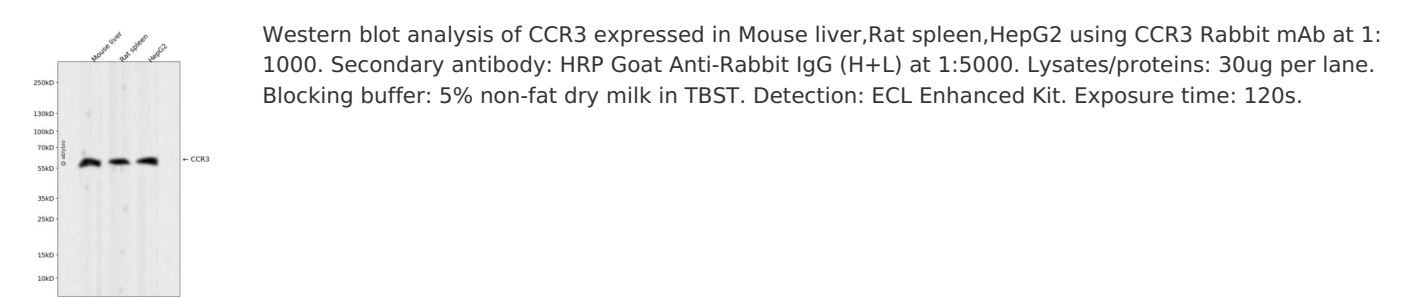 Mouse liver
Rat spleen
HepG2
250kD
130kD
100kD
70kD
55kD
35kD
25kD
15kD
10kD
@ ablybio
← CCR3
Western blot analysis of CCR3 expressed in Mouse liver,Rat spleen,HepG2 using CCR3 Rabbit mAb at 1:
1000. Secondary antibody: HRP Goat Anti-Rabbit IgG (H+L) at 1:5000. Lysates/proteins: 30ug per lane.
Blocking buffer: 5% non-fat dry milk in TBST. Detection: ECL Enhanced Kit. Exposure time: 120s.